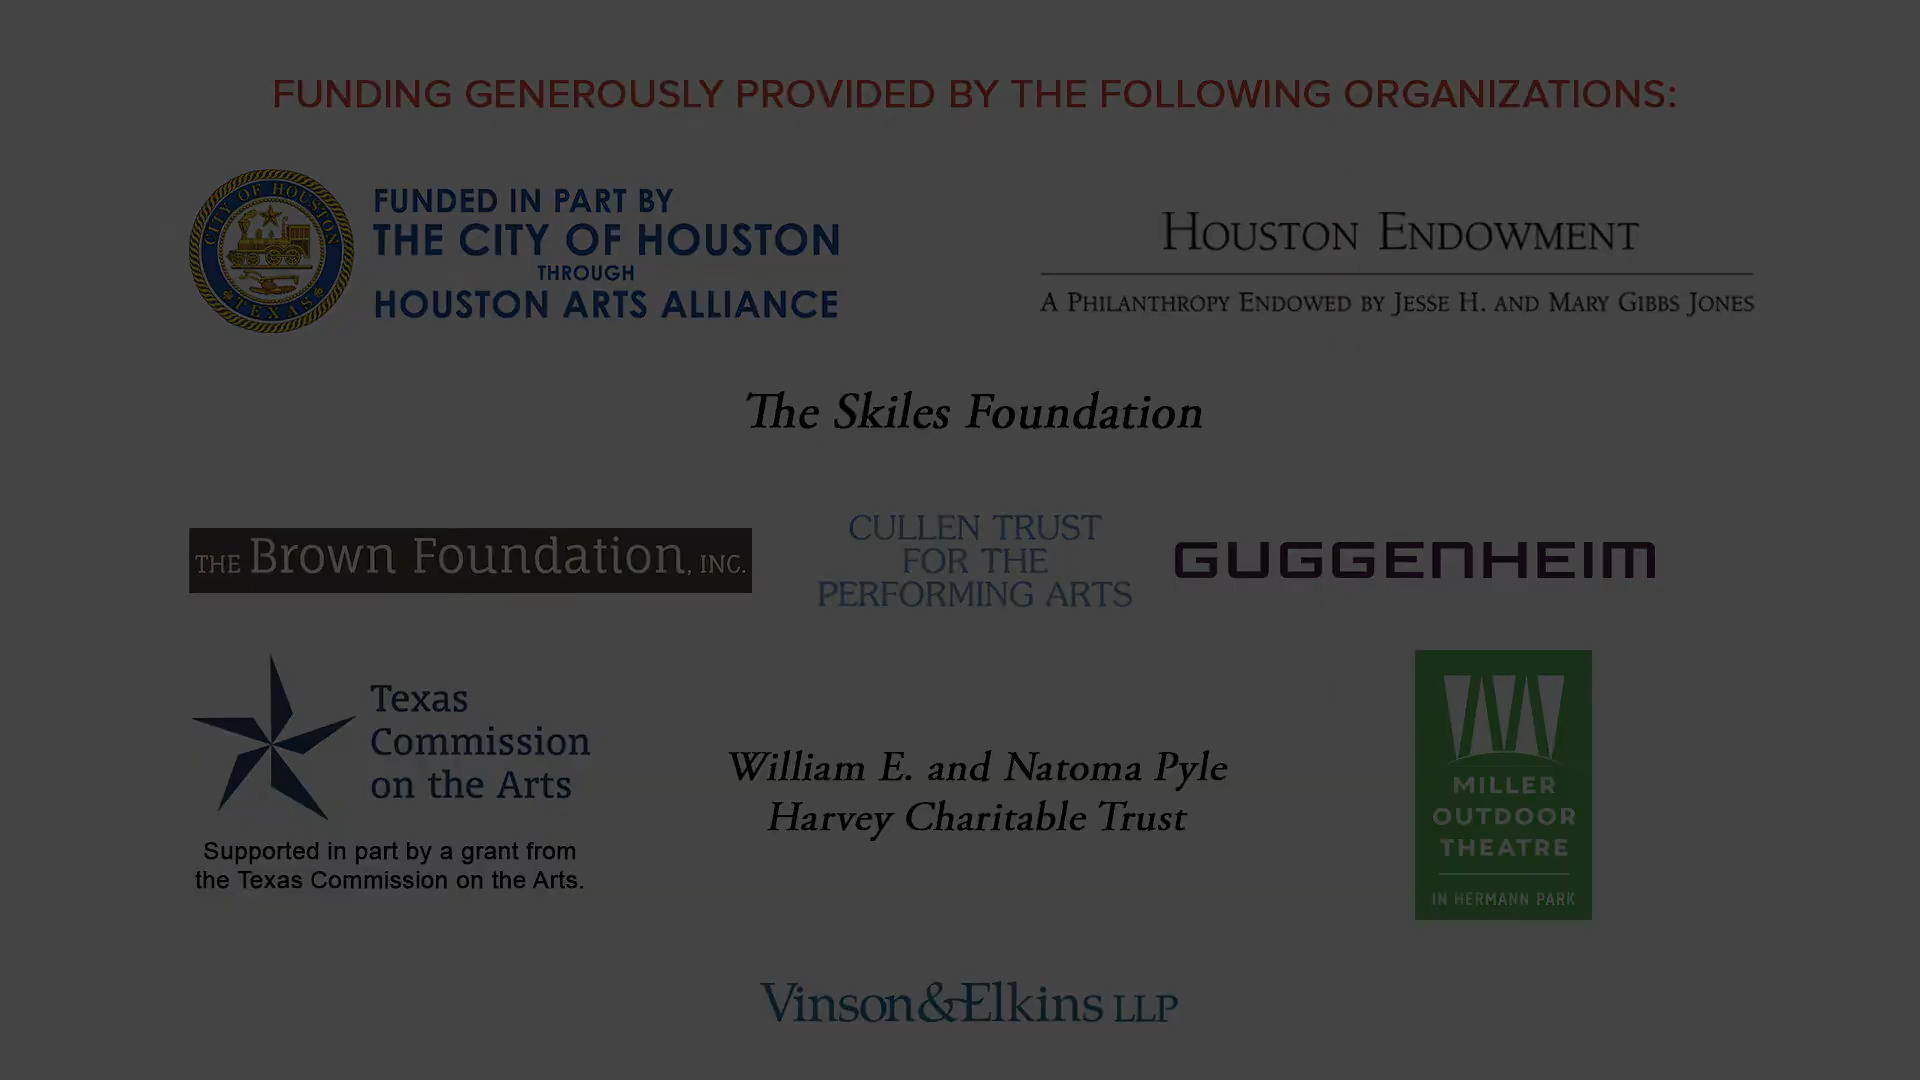 FUNDING GENEROUSLY PROVIDED BY THE FOLLOWING ORGANIZATIONS:
CITY OF HOUSTON
TEXAS
FUNDED IN PART BY
THE CITY OF HOUSTON
THROUGH
HOUSTON ARTS ALLIANCE
HOUSTON ENDOWMENT
A PHILANTHROPY ENDOWED BY JESSE H. AND MARY GIBBS JONES
The Skiles Foundation
THE Brown Foundation, INC.
CULLEN TRUST
FOR THE
PERFORMING ARTS
GUGGENHEIM
Texas
Commission
on the Arts
Supported in part by a grant from
the Texas Commission on the Arts.
William E. and Natoma Pyle
Harvey Charitable Trust
MILLER
OUTDOOR
THEATRE
IN HERMANN PARK
Vinson&Elkins LLP